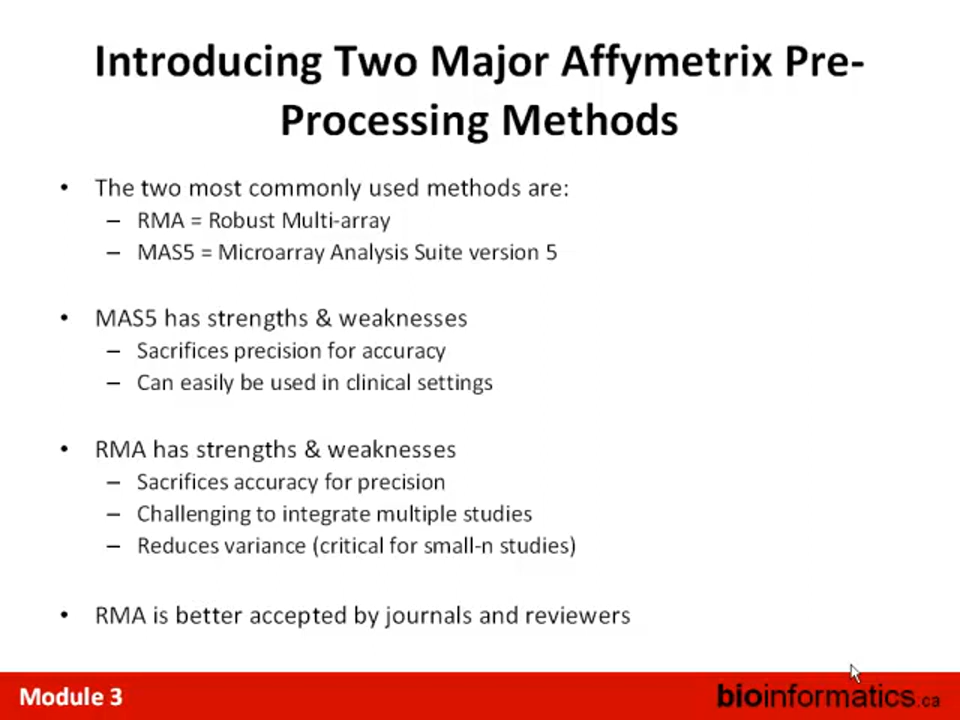 Introducing Two Major Affymetrix Pre-
Processing Methods
• The two most commonly used methods are:
– RMA = Robust Multi-array
– MAS5 = Microarray Analysis Suite version 5
• MAS5 has strengths & weaknesses
– Sacrifices precision for accuracy
– Can easily be used in clinical settings
• RMA has strengths & weaknesses
– Sacrifices accuracy for precision
– Challenging to integrate multiple studies
– Reduces variance (critical for small-n studies)
• RMA is better accepted by journals and reviewers
Module 3
bioinformatics.ca